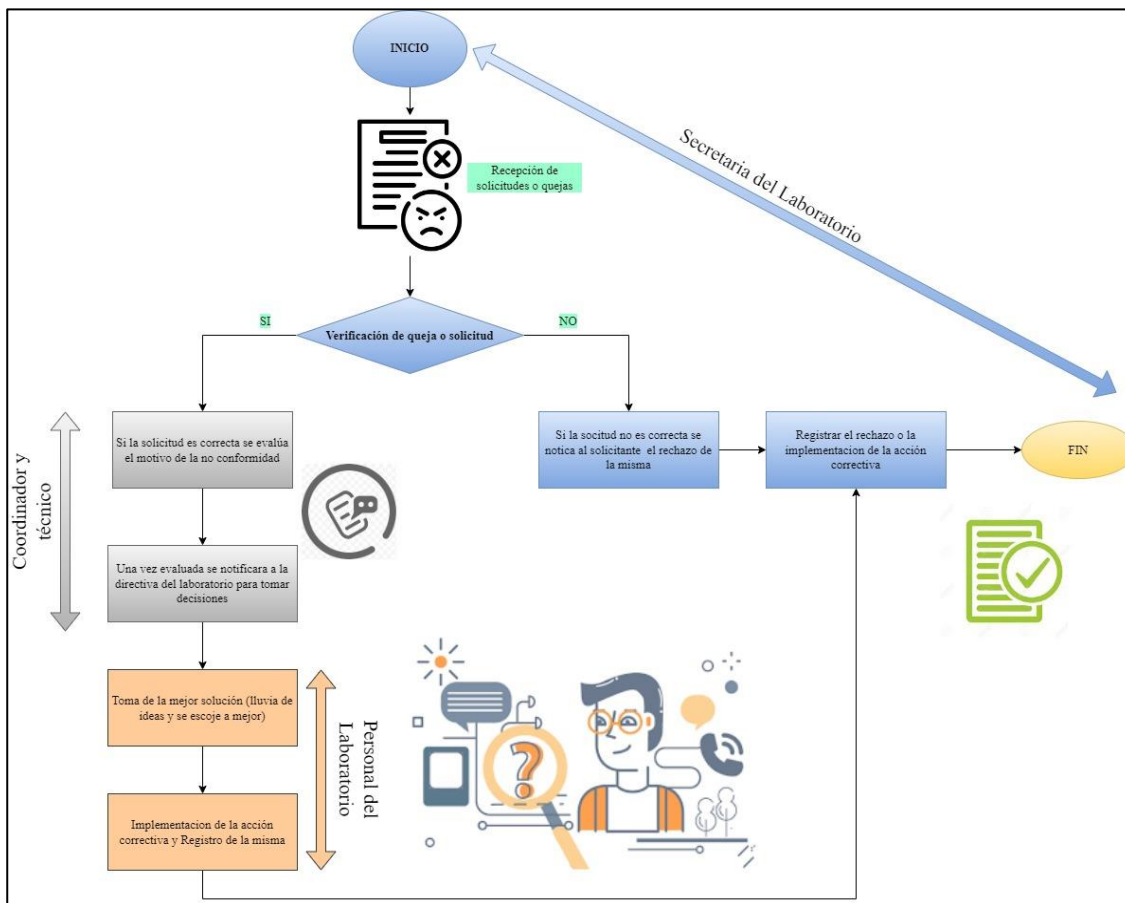 INICIO
Secretaria del Laboratorio
Recepción de
solicitudes o quejas
SI
NO
Verificación de queja o solicitud
Coordinador y
técnico
Si la solicitud es correcta se evalúa
el motivo de la no conformidad
Si la socitud no es correcta se
notica al solicitante el rechazo de
la misma
Registrar el rechazo o la
implementacion de la acción
correctiva
FIN
Una vez evaluada se notificara a la
directiva del laboratorio para tomar
decisiones
Toma de la mejor solución (lluvia de
ideas y se escoje a mejor)
Personal del
Laboratorio
Implementacion de la acción
correctiva y Registro de la misma